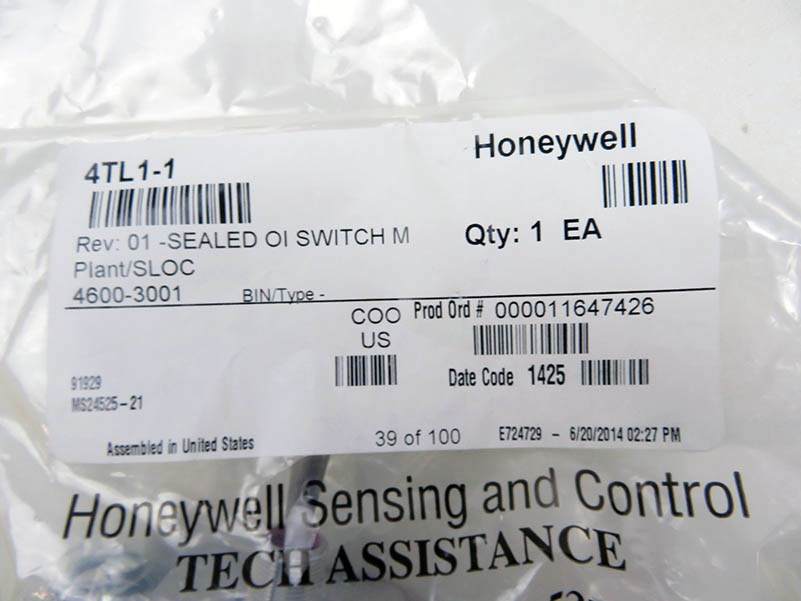 Honeywell
4TL1-1
Rev: 01 -SEALED OI SWITCH M
Qty: 1 EA
Plant/SLOC
4600-3001 BIN/Type -
COO Prod Ord # 000011647426
US
Date Code 1425
91929
MS24525-21
Assembled in United States 39 of 100 E724729 - 6/20/2014 02:27 PM
Honeywell Sensing and Control
TECH ASSISTANCE